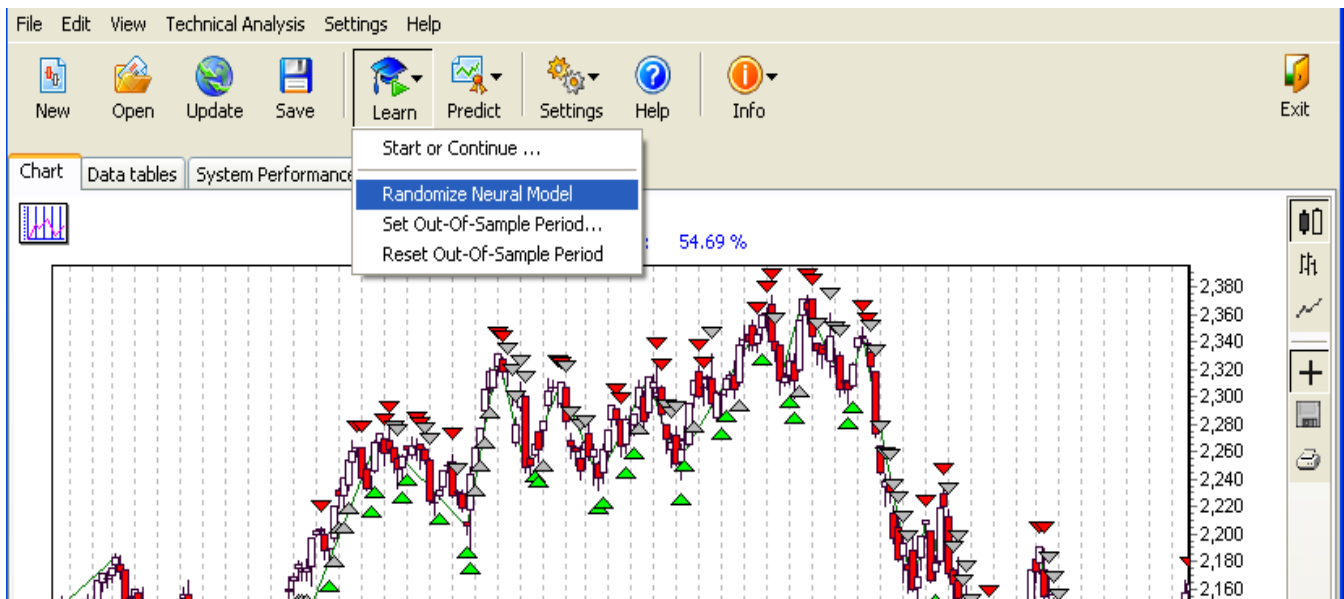 File Edit View Technical Analysis Settings Help
New Open Update Save Learn Predict Settings Help Info Exit
Start or Continue ...
Chart Data tables System Performance
Randomize Neural Model
Set Out-Of-Sample Period...
: 54.69 %
Reset Out-Of-Sample Period
2,380
2,360
2,340
2,320
2,300
2,280
2,260
2,240
2,220
2,200
2,180
2,160